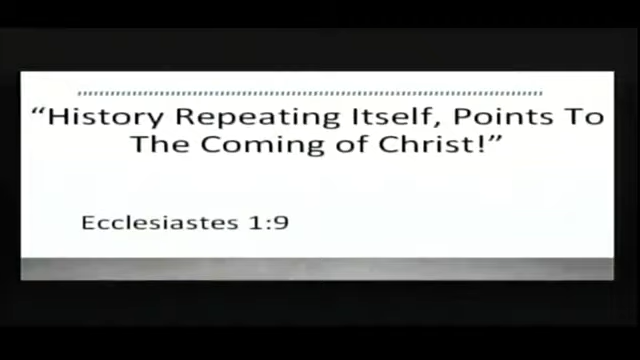 “History Repeating Itself, Points To
The Coming of Christ!”
Ecclesiastes 1:9